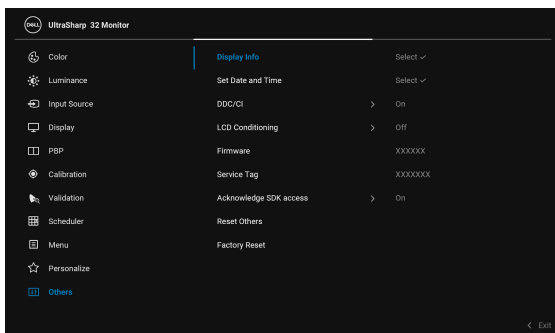 DELL UltraSharp 32 Monitor
Color
Luminance
Input Source
Display
PBP
Calibration
Validation
Scheduler
Menu
Personalize
Others
Display Info Select
Set Date and Time Select
DDC/CI On
LCD Conditioning Off
Firmware XXXXXX
Service Tag XXXXXXX
Acknowledge SDK access On
Reset Others
Factory Reset
Exit